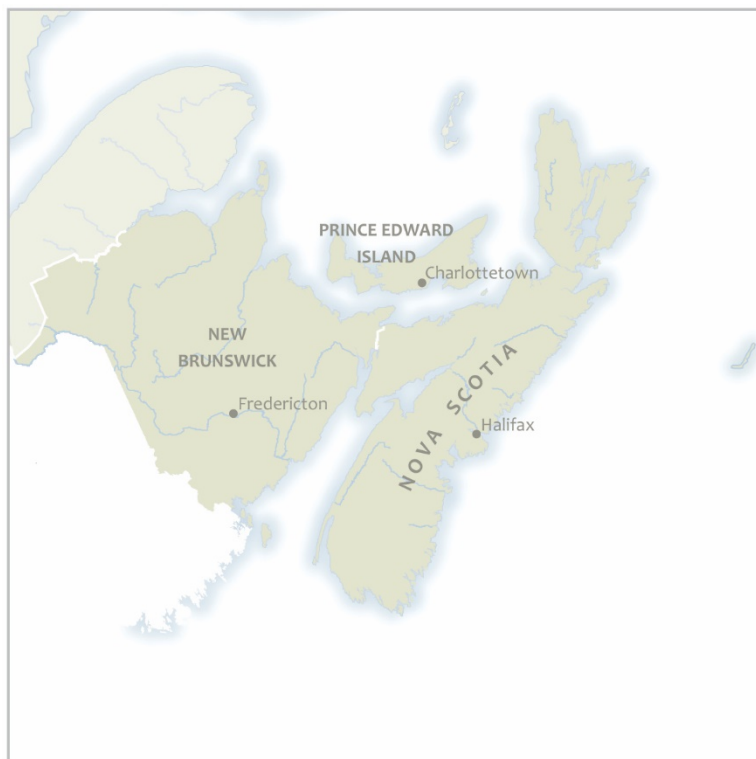 PRINCE EDWARD
ISLAND
Charlottetown
NEW
BRUNSWICK
Fredericton
NOVA SCOTIA
Halifax